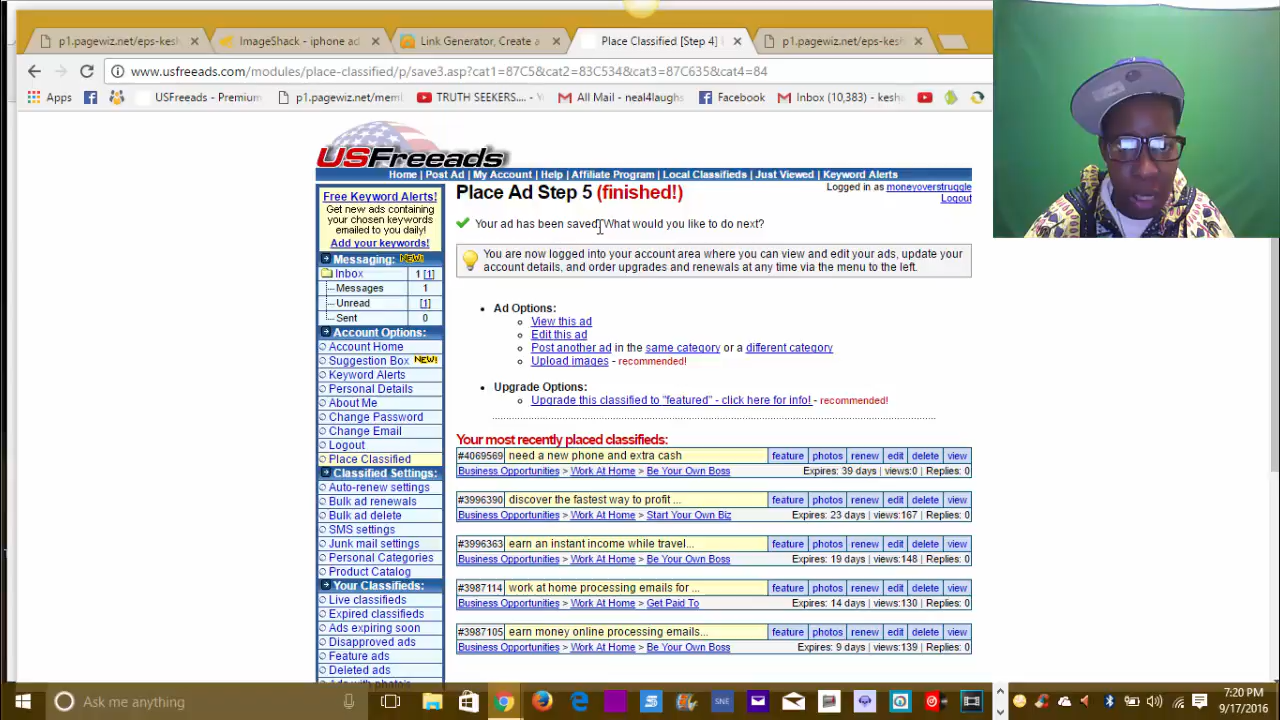 p1.pagewiz.net/eps-kesh
ImageShack - iphone ad
Link Generator, Create a
Place Classified [Step 4]
p1.pagewiz.net/eps-kesh
www.usfreeads.com/modules/place-classified/p/save3.asp?cat1=87C5&cat2=83C534&cat3=87C635&cat4=84
Apps
USFreeads - Premium
p1.pagewiz.net/meml
TRUTH SEEKERS....
All Mail - neal4laughs
Facebook
Inbox (10,383) - kesha
USFreeads
Home | Post Ad | My Account | Help | Affiliate Program | Local Classifieds | Just Viewed | Keyword Alerts
Free Keyword Alerts!
Get new ads containing
your chosen keywords
emailed to you daily!
Add your keywords!
Messaging: NEW!
Inbox 1 [1]
Messages 1
Unread [1]
Sent 0
Account Options:
Account Home
Suggestion Box NEW!
Keyword Alerts
Personal Details
About Me
Change Password
Change Email
Logout
Place Classified
Classified Settings:
Auto-renew settings
Bulk ad renewals
Bulk ad delete
SMS settings
Junk mail settings
Personal Categories
Product Catalog
Your Classifieds:
Live classifieds
Expired classifieds
Ads expiring soon
Disapproved ads
Feature ads
Deleted ads
Ads with photo's
Place Ad Step 5 (finished!)
Logged in as moneyoverstruggle
Logout
Your ad has been saved. What would you like to do next?
You are now logged into your account area where you can view and edit your ads, update your
account details, and order upgrades and renewals at any time via the menu to the left.
Ad Options:
View this ad
Edit this ad
Post another ad in the same category or a different category
Upload images - recommended!
Upgrade Options:
Upgrade this classified to "featured" - click here for info! - recommended!
Your most recently placed classifieds:
#4069569 need a new phone and extra cash feature photos renew edit delete view
Business Opportunities > Work At Home > Be Your Own Boss Expires: 39 days | views:0 | Replies: 0
#3996390 discover the fastest way to profit ... feature photos renew edit delete view
Business Opportunities > Work At Home > Start Your Own Biz Expires: 23 days | views:167 | Replies: 0
#3996363 earn an instant income while travel... feature photos renew edit delete view
Business Opportunities > Work At Home > Be Your Own Boss Expires: 19 days | views:148 | Replies: 0
#3987114 work at home processing emails for ... feature photos renew edit delete view
Business Opportunities > Work At Home > Get Paid To Expires: 14 days | views:130 | Replies: 0
#3987105 earn money online processing emails... feature photos renew edit delete view
Business Opportunities > Work At Home > Be Your Own Boss Expires: 9 days | views:139 | Replies: 0
Ask me anything
SNE
7:20 PM
9/17/2016